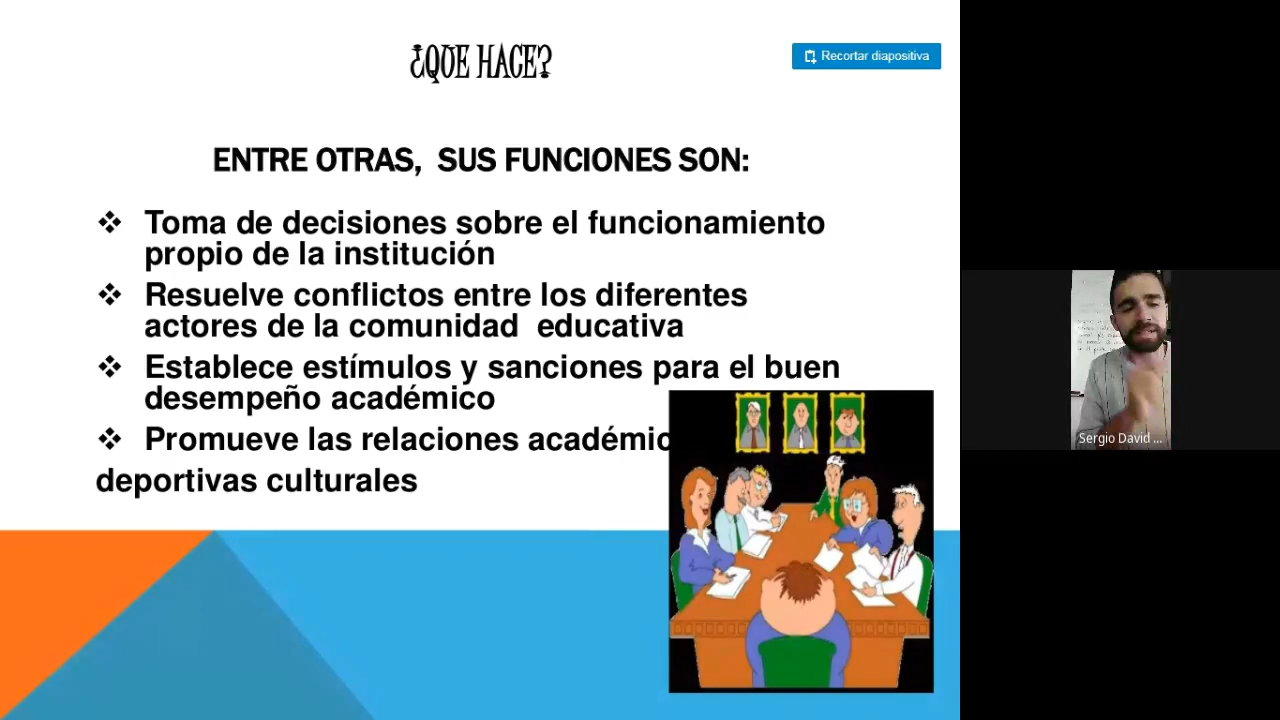 ¿QUE HACE?
Recortar diapositiva
ENTRE OTRAS, SUS FUNCIONES SON:
❖ Toma de decisiones sobre el funcionamiento
propio de la institución
❖ Resuelve conflictos entre los diferentes
actores de la comunidad educativa
❖ Establece estímulos y sanciones para el buen
desempeño académico
❖ Promueve las relaciones académic
deportivas culturales
Sergio David ...